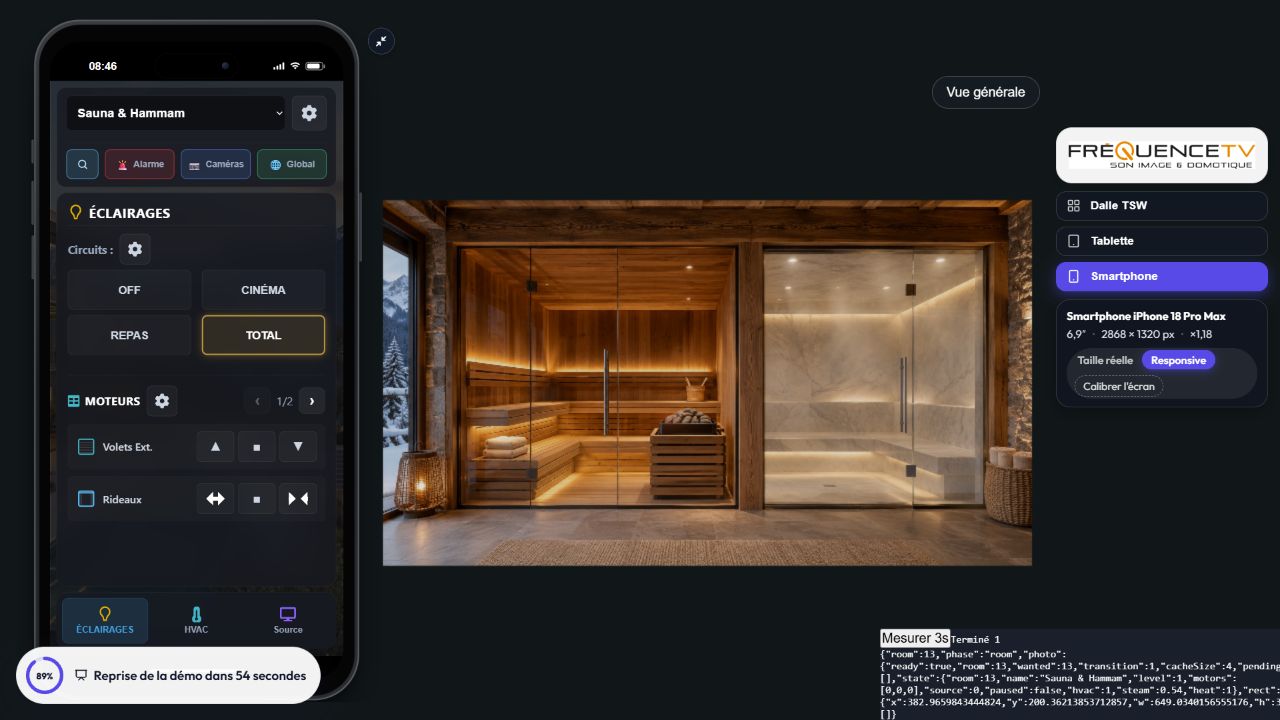 08:46
Sauna & Hammam
Alarme
Caméras
Global
ÉCLAIRAGES
Circuits :
OFF
CINÉMA
REPAS
TOTAL
MOTEURS
1/2
Volets Ext.
Rideaux
ÉCLAIRAGES
HVAC
Source
89%
Reprise de la démo dans 54 secondes
Vue générale
FRÉQUENCETV
SON IMAGE & DOMOTIQUE
Dalle TSW
Tablette
Smartphone
Smartphone iPhone 18 Pro Max
6,9" · 2868 × 1320 px · ×1,18
Taille réelle
Responsive
Calibrer l'écran
Mesurer 3s Terminé 1
{"room":13,"phase":"room","photo":
{"ready":true,"room":13,"wanted":13,"transition":1,"cacheSize":4,"pending
[],"state":{"room":13,"name":"Sauna & Hammam","level":1,"motors":
[0,0,0],"source":0,"paused":false,"hvac":1,"steam":0.54,"heat":1},"rect":
{"x":382.9659843444824,"y":200.36213853712857,"w":649.0340156555176,"h":3
[]}